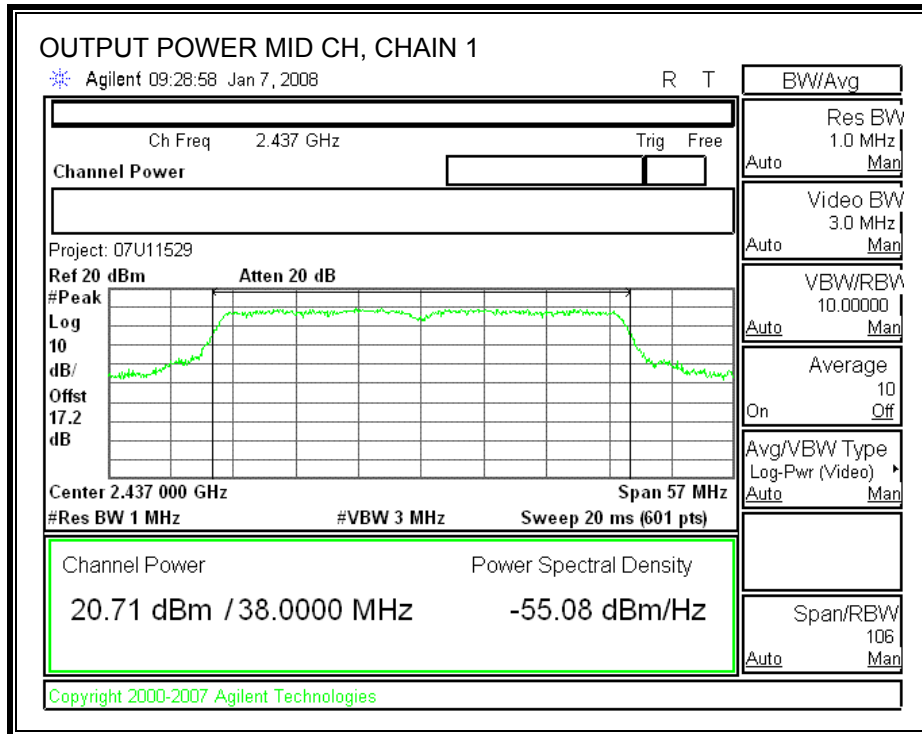 OUTPUT POWER MID CH, CHAIN 1
Agilent 09:28:58 Jan 7, 2008 R T
Ch Freq 2.437 GHz Trig Free
Channel Power
Project: 07U11529
Ref 20 dBm Atten 20 dB
#Peak
Log
10
dB/
Offst
17.2
dB
Center 2.437 000 GHz Span 57 MHz
#Res BW 1 MHz #VBW 3 MHz Sweep 20 ms (601 pts)
Channel Power Power Spectral Density
20.71 dBm / 38.0000 MHz -55.08 dBm/Hz
Copyright 2000-2007 Agilent Technologies
BW/Avg
Res BW
1.0 MHz
Auto Man
Video BW
3.0 MHz
Auto Man
VBW/RBW
10.00000
Auto Man
Average
10
On Off
Avg/VBW Type
Log-Pwr (Video)
Auto Man
Span/RBW
106
Auto Man